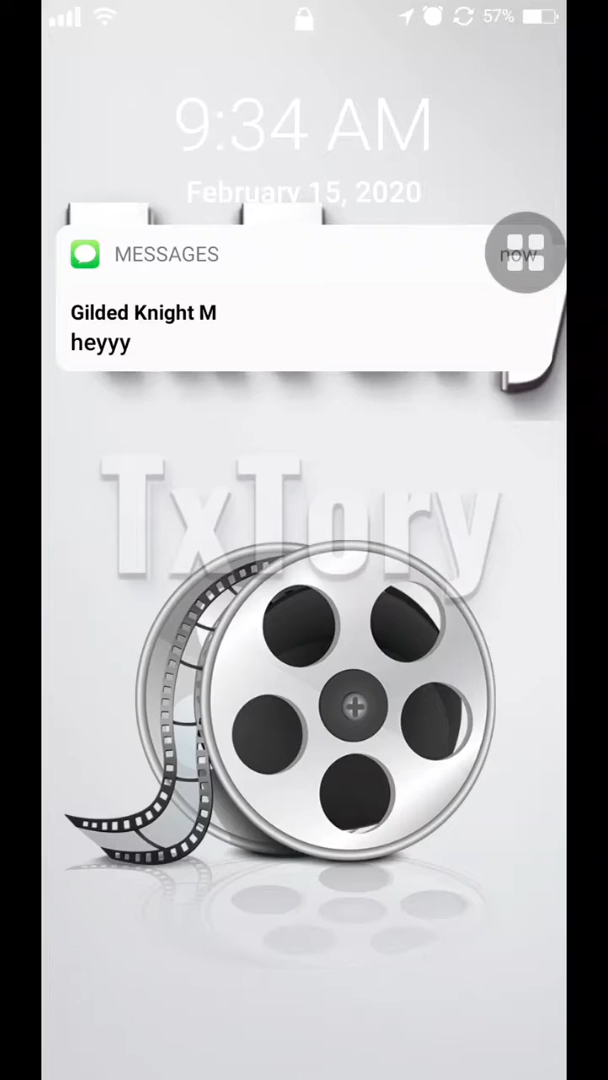 57%
9:34 AM
February 15, 2020
MESSAGES
now
Gilded Knight M
heyyy
TxTory